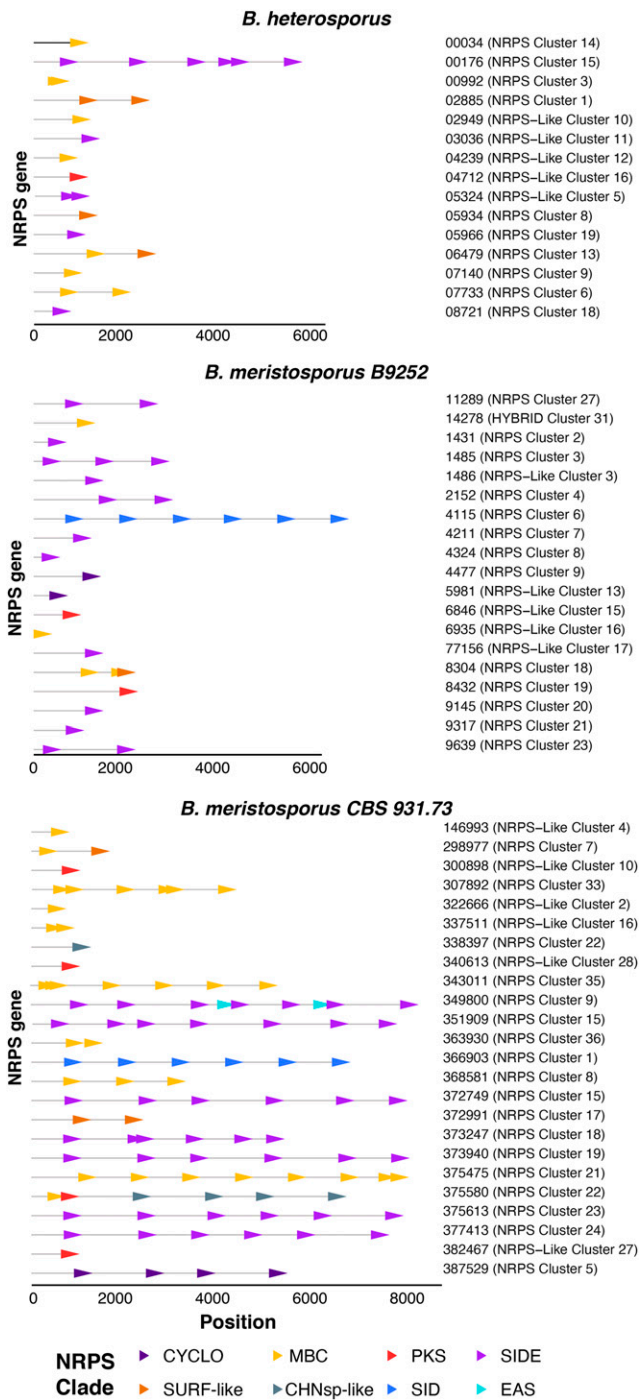 B. heterosporus
NRPS gene
00034 (NRPS Cluster 14)
00176 (NRPS Cluster 15)
00992 (NRPS Cluster 3)
02885 (NRPS Cluster 1)
02949 (NRPS-Like Cluster 10)
03036 (NRPS-Like Cluster 11)
04239 (NRPS-Like Cluster 12)
04712 (NRPS-Like Cluster 16)
05324 (NRPS-Like Cluster 5)
05934 (NRPS Cluster 8)
05966 (NRPS Cluster 19)
06479 (NRPS Cluster 13)
07140 (NRPS Cluster 9)
07733 (NRPS Cluster 6)
08721 (NRPS Cluster 18)
0 2000 4000 6000
B. meristosporus B9252
NRPS gene
11289 (NRPS Cluster 27)
14278 (HYBRID Cluster 31)
1431 (NRPS Cluster 2)
1485 (NRPS Cluster 3)
1486 (NRPS-Like Cluster 3)
2152 (NRPS Cluster 4)
4115 (NRPS Cluster 6)
4211 (NRPS Cluster 7)
4324 (NRPS Cluster 8)
4477 (NRPS Cluster 9)
5981 (NRPS-Like Cluster 13)
6846 (NRPS-Like Cluster 15)
6935 (NRPS-Like Cluster 16)
77156 (NRPS-Like Cluster 17)
8304 (NRPS Cluster 18)
8432 (NRPS Cluster 19)
9145 (NRPS Cluster 20)
9317 (NRPS Cluster 21)
9639 (NRPS Cluster 23)
0 2000 4000 6000
B. meristosporus CBS 931.73
NRPS gene
146993 (NRPS-Like Cluster 4)
298977 (NRPS Cluster 7)
300898 (NRPS-Like Cluster 10)
307892 (NRPS Cluster 33)
322666 (NRPS-Like Cluster 2)
337511 (NRPS-Like Cluster 16)
338397 (NRPS Cluster 22)
340613 (NRPS-Like Cluster 28)
343011 (NRPS Cluster 35)
349800 (NRPS Cluster 9)
351909 (NRPS Cluster 15)
363930 (NRPS Cluster 36)
366903 (NRPS Cluster 1)
368581 (NRPS Cluster 8)
372749 (NRPS Cluster 15)
372991 (NRPS Cluster 17)
373247 (NRPS Cluster 18)
373940 (NRPS Cluster 19)
375475 (NRPS Cluster 21)
375580 (NRPS Cluster 22)
375613 (NRPS Cluster 23)
377413 (NRPS Cluster 24)
382467 (NRPS-Like Cluster 27)
387529 (NRPS Cluster 5)
0 2000 4000 6000 8000
Position
NRPS Clade
CYCLO MBC PKS SIDE
SURF-like CHNsp-like SID EAS